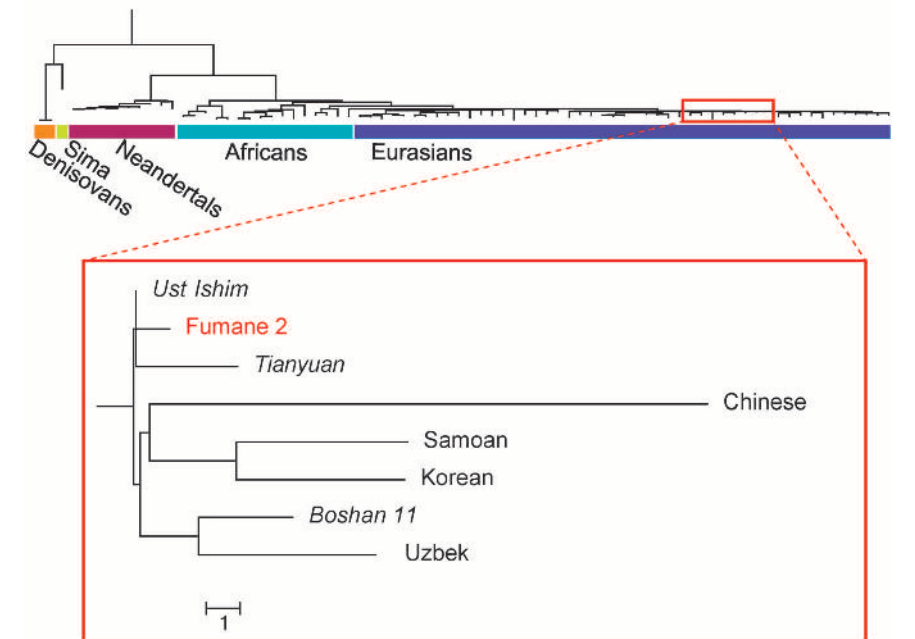 Denisovans
Sima
Neandertals
Africans
Eurasians
Ust Ishim
Fumane 2
Tianyuan
Chinese
Samoan
Korean
Boshan 11
Uzbek
1